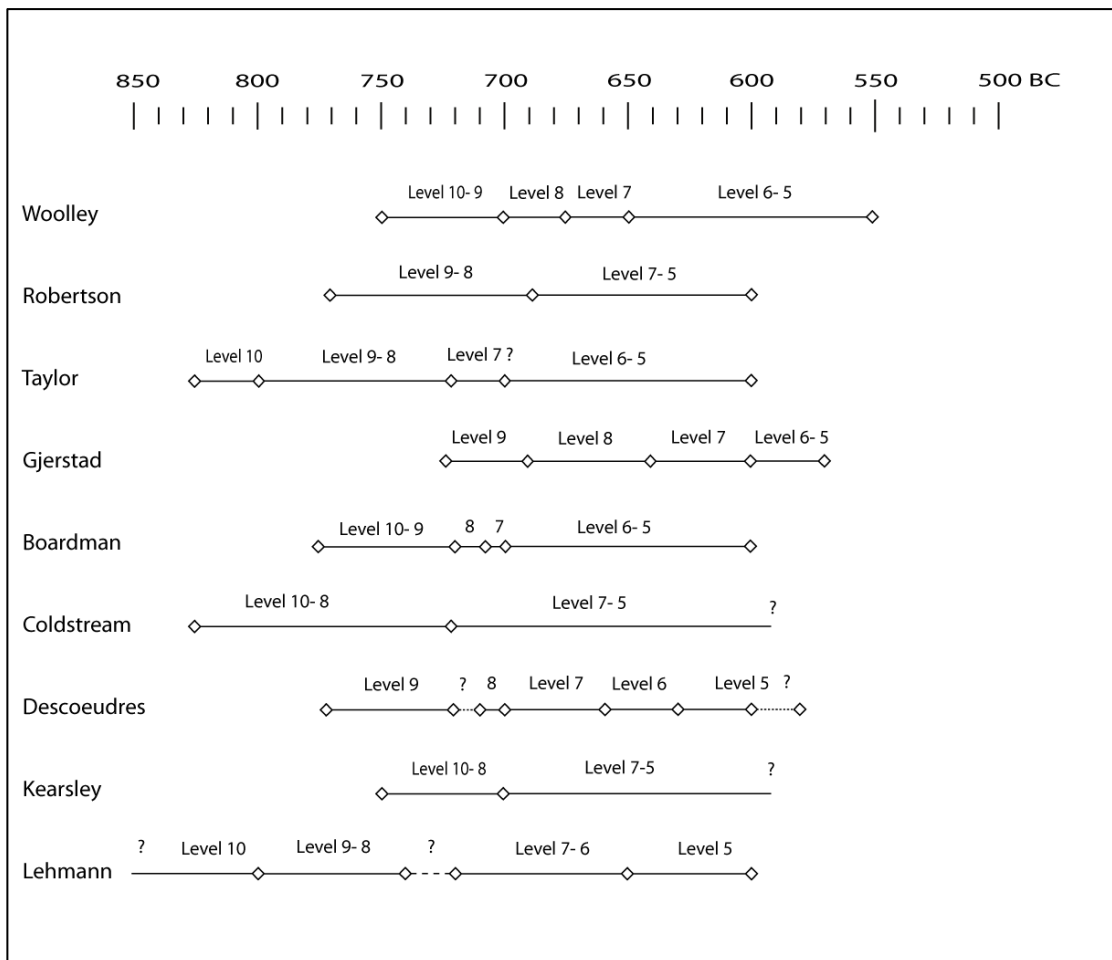 850 800 750 700 650 600 550 500 BC
Woolley Level 10- 9 Level 8 Level 7 Level 6- 5
Robertson Level 9- 8 Level 7- 5
Taylor Level 10 Level 9- 8 Level 7 ? Level 6- 5
Gjerstad Level 9 Level 8 Level 7 Level 6- 5
Boardman Level 10- 9 8 7 Level 6- 5
Coldstream Level 10- 8 Level 7- 5 ?
Descoeudres Level 9 ? 8 Level 7 Level 6 Level 5 ?
Kearsley Level 10- 8 Level 7-5 ?
Lehmann ? Level 10 Level 9- 8 ? Level 7- 6 Level 5